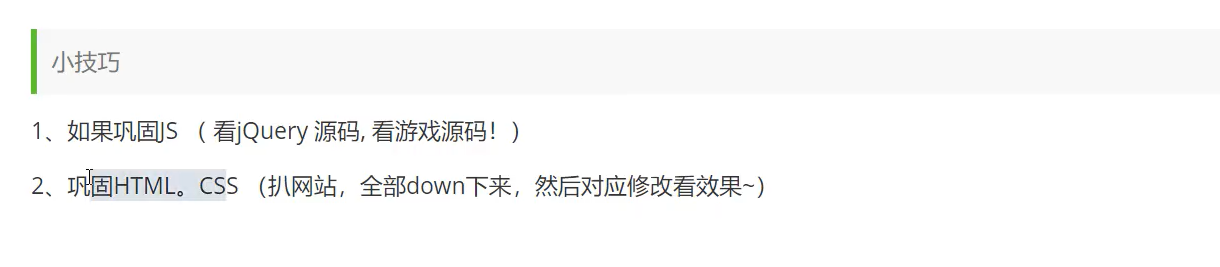 小技巧
1、如果巩固JS （ 看jQuery 源码, 看游戏源码！）
2、巩固HTML。CSS （扒网站，全部down下来，然后对应修改看效果~）